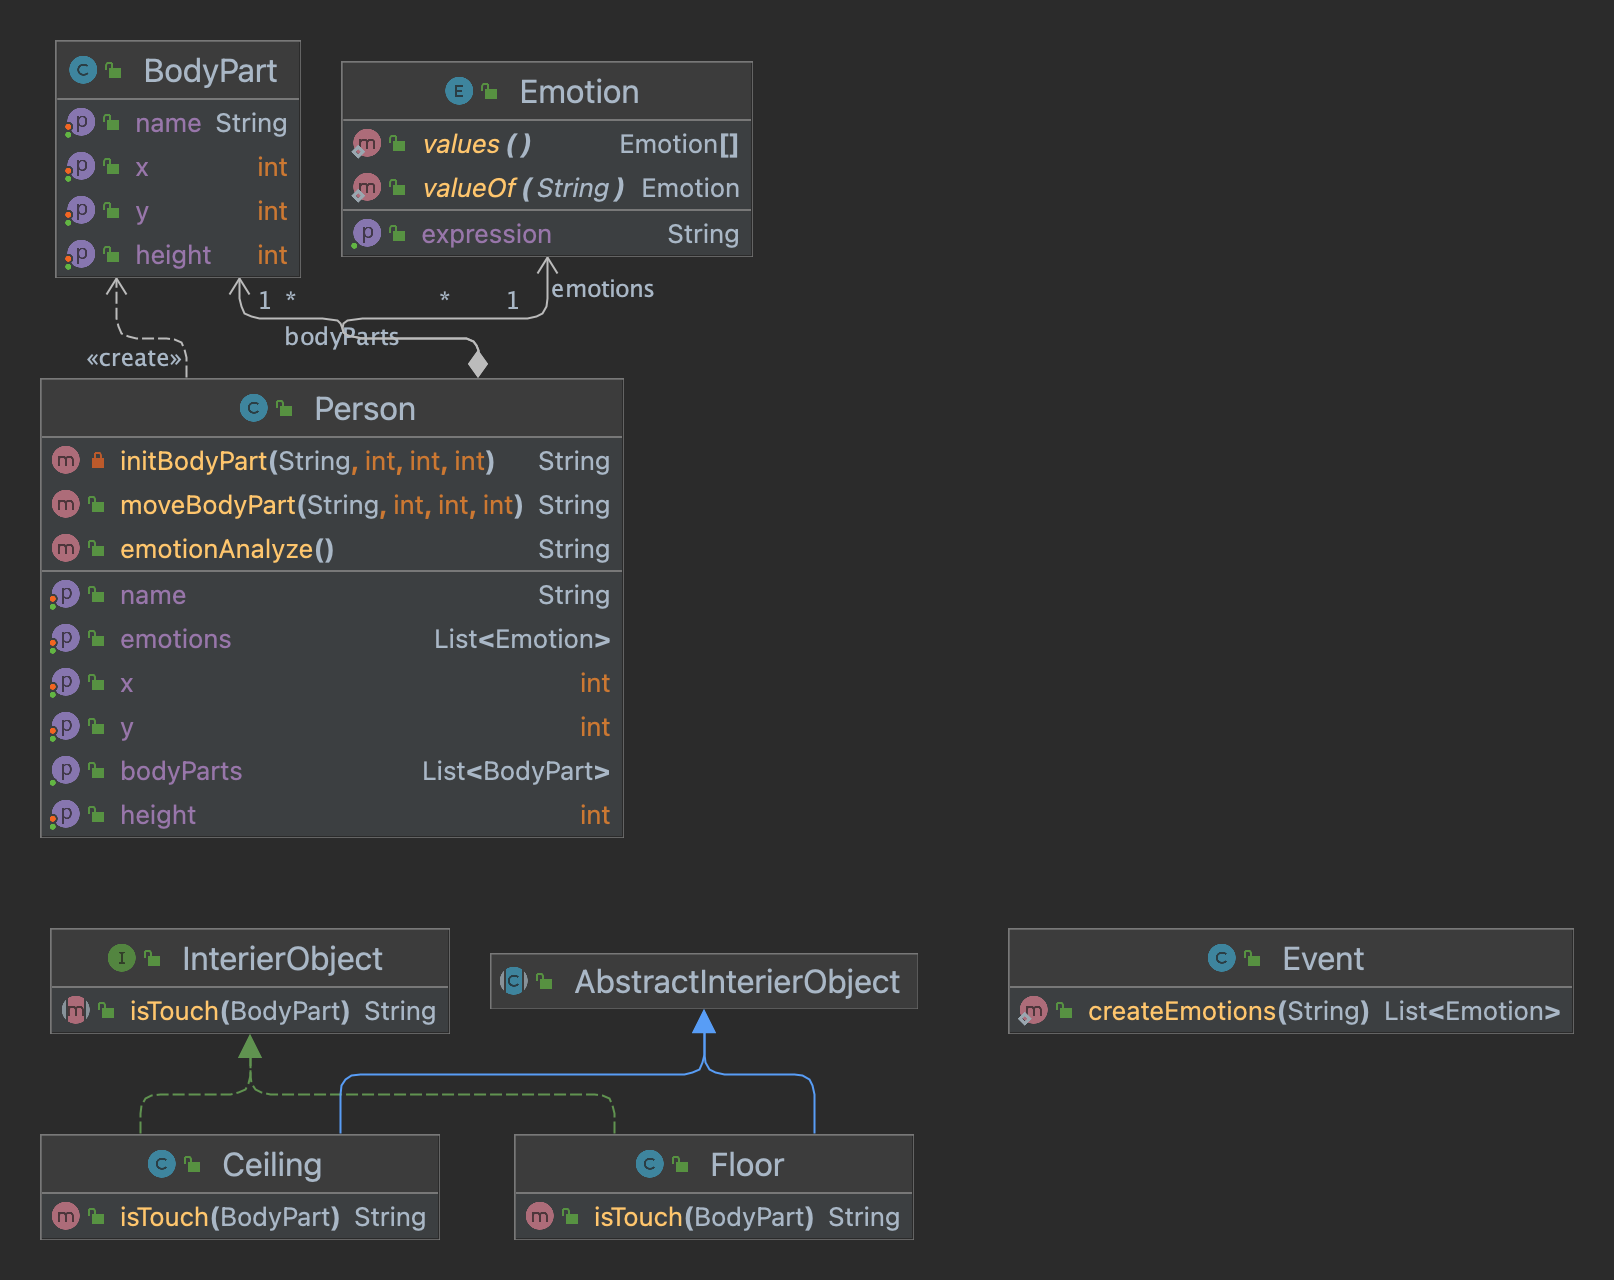 BodyPart
name String
x int
y int
height int
Emotion
values() Emotion[]
valueOf(String) Emotion
expression String
1 *
* 1
emotions
bodyParts
«create»
Person
initBodyPart(String, int, int, int) String
moveBodyPart(String, int, int, int) String
emotionAnalyze() String
name String
emotions List<Emotion>
x int
y int
bodyParts List<BodyPart>
height int
InterierObject
isTouch(BodyPart) String
AbstractInterierObject
Event
createEmotions(String) List<Emotion>
Ceiling
isTouch(BodyPart) String
Floor
isTouch(BodyPart) String